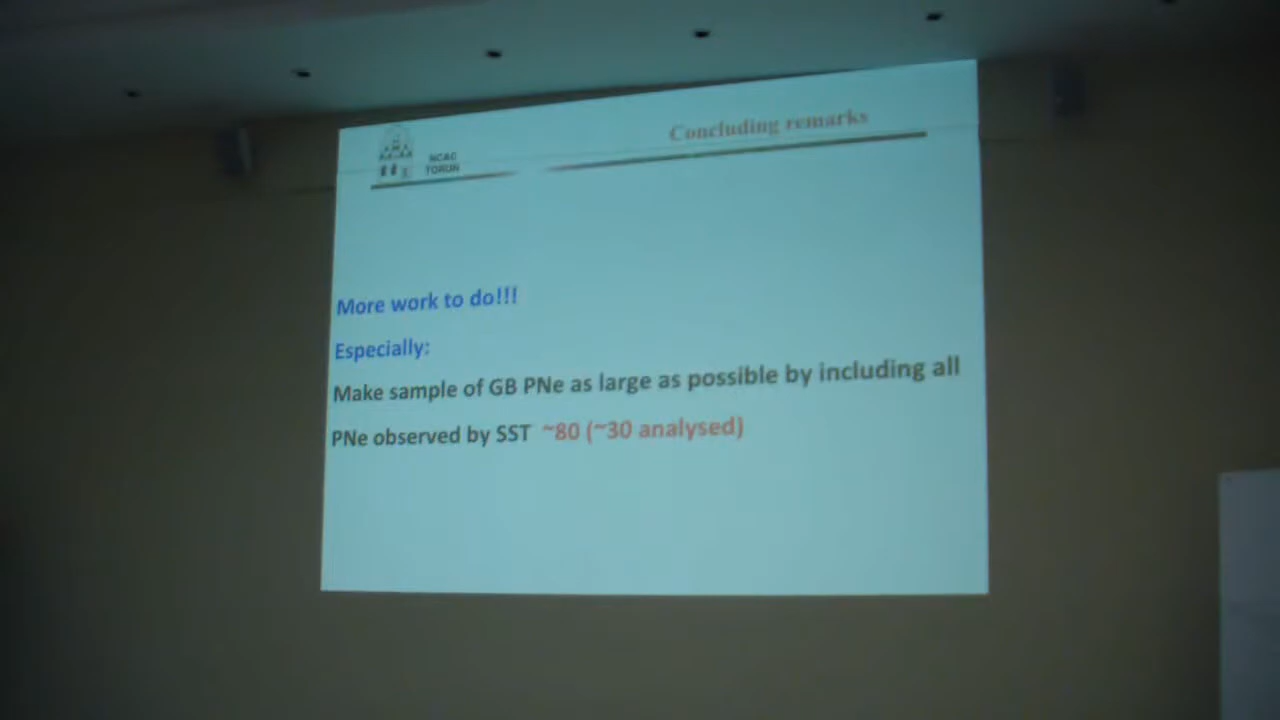 Concluding remarks
NCAC
TORUN
More work to do!!!
Especially:
Make sample of GB PNe as large as possible by including all
PNe observed by SST ~80 (~30 analysed)